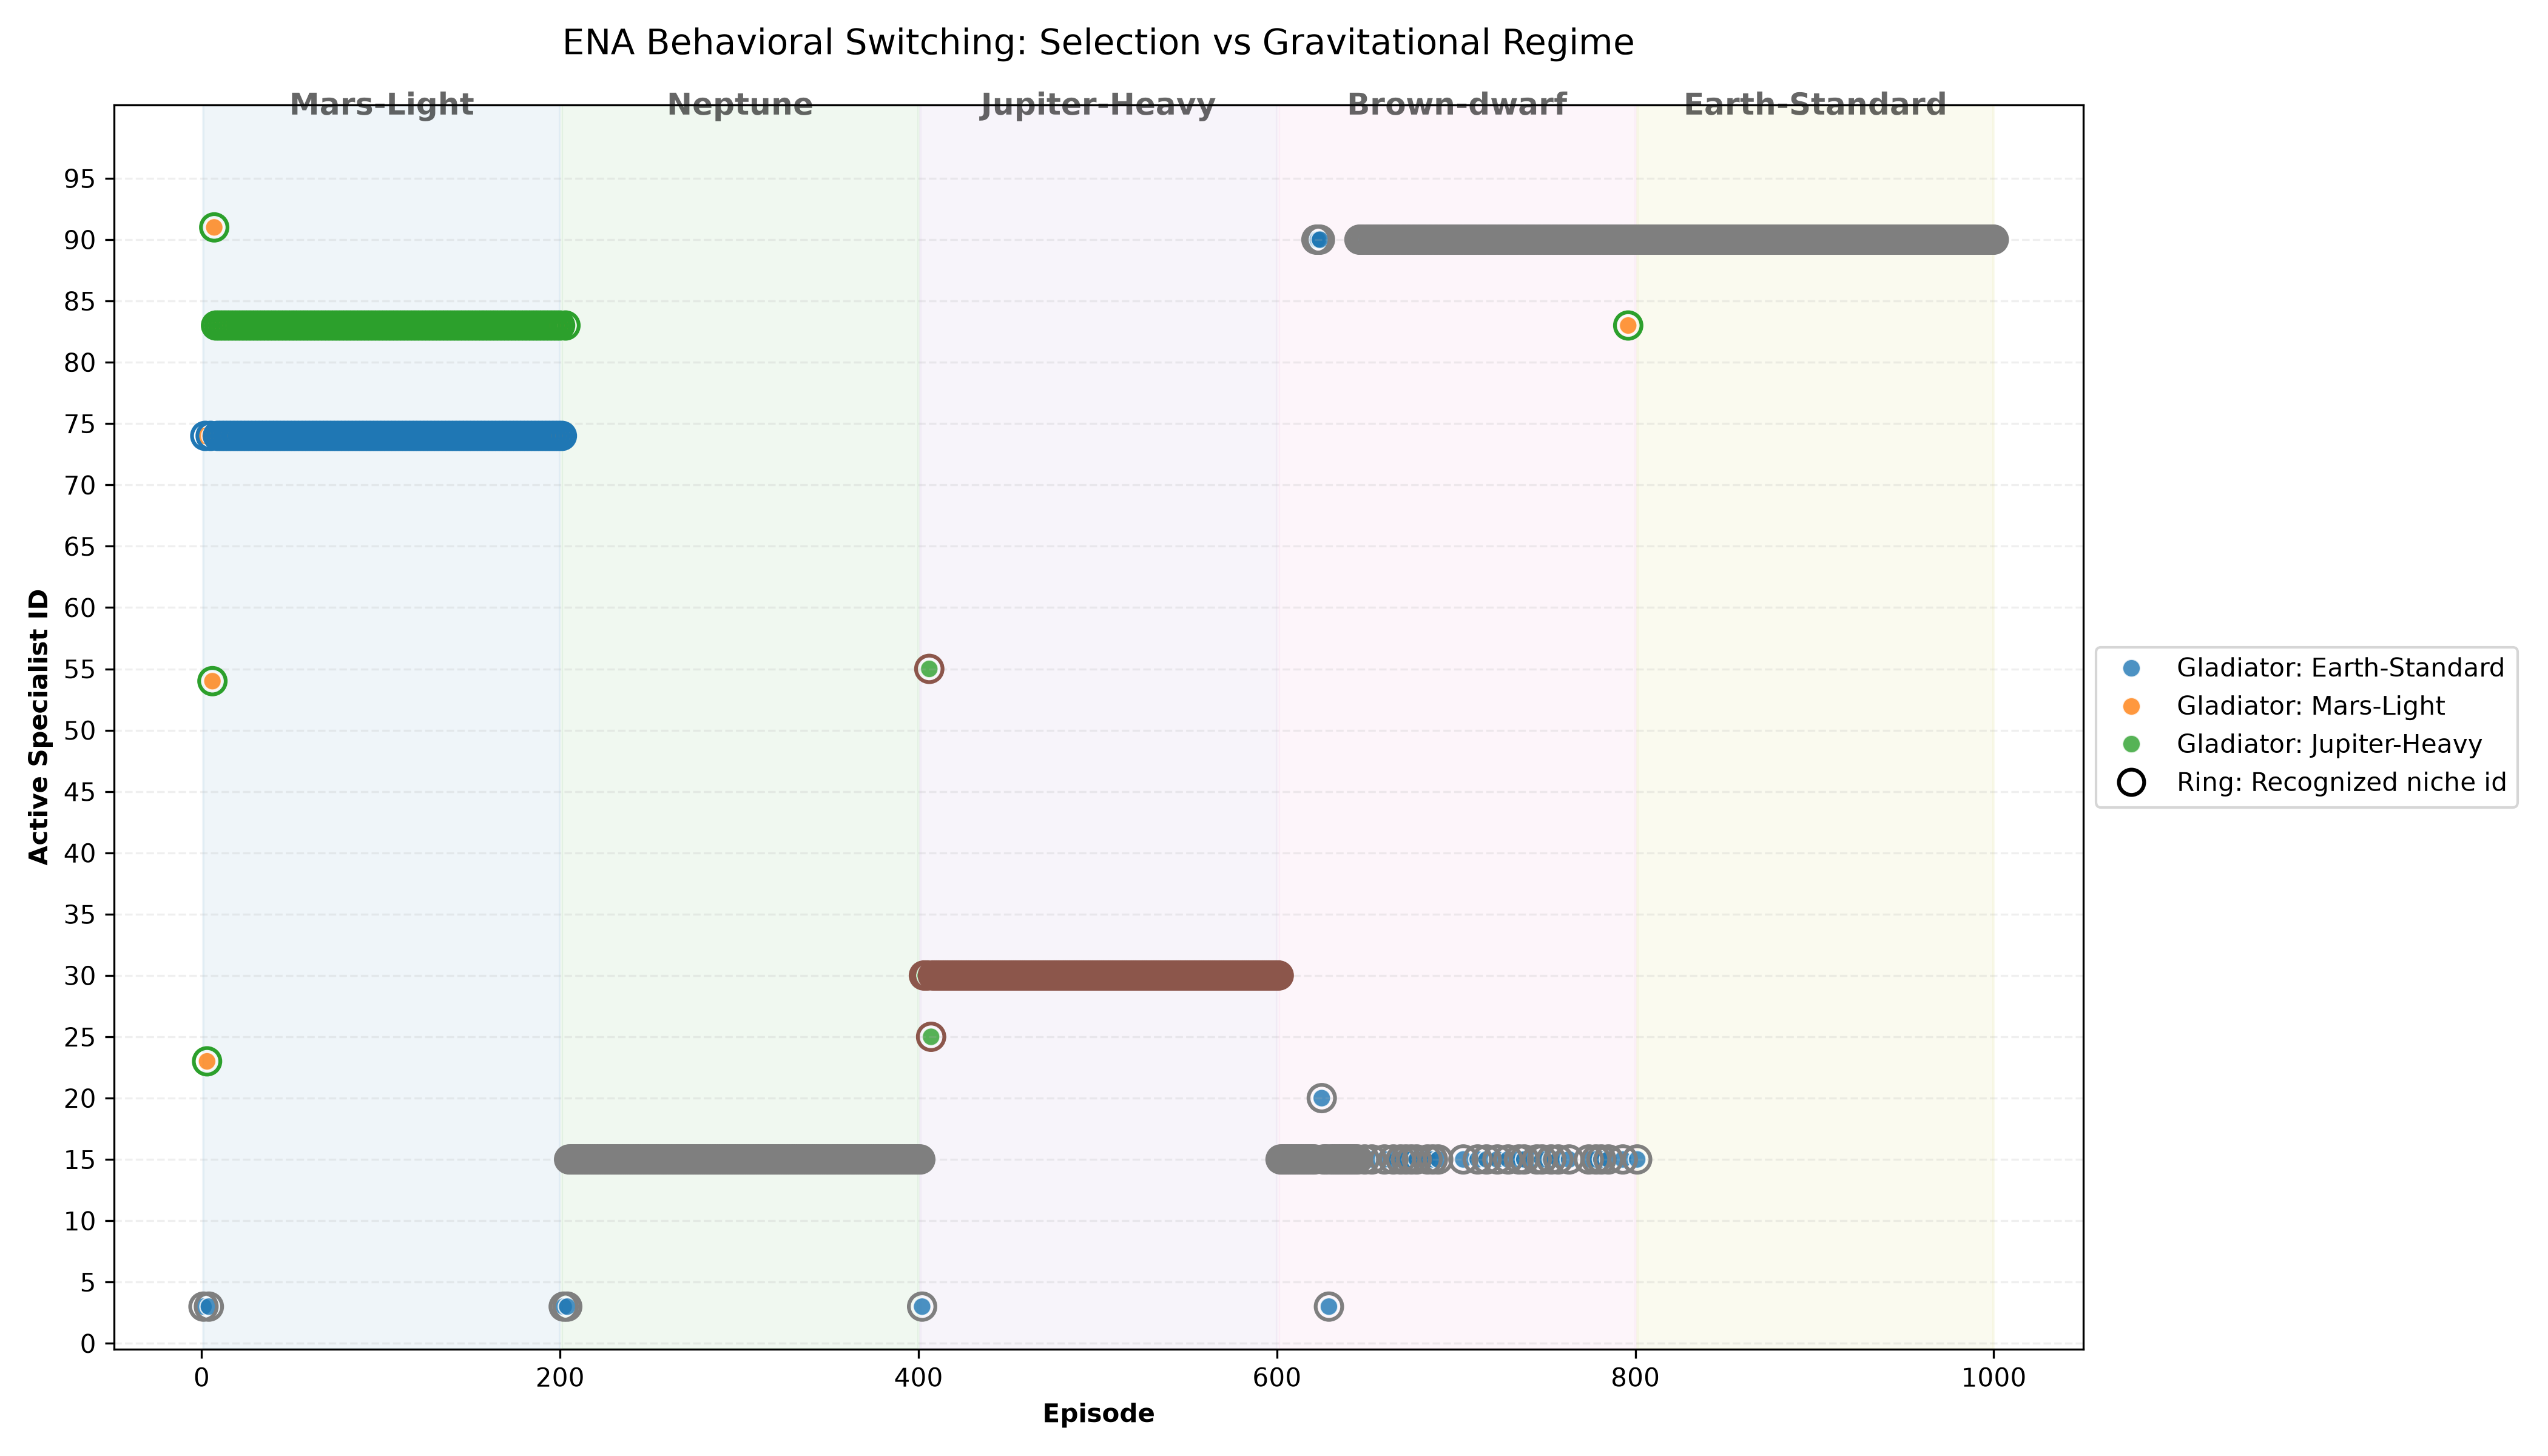 ENA Behavioral Switching: Selection vs Gravitational Regime
Mars-Light Neptune Jupiter-Heavy Brown-dwarf Earth-Standard
95
90
85
80
75
70
65
60
55
50
45
40
35
30
25
20
15
10
5
0
Active Specialist ID
0 200 400 600 800 1000
Episode
Gladiator: Earth-Standard
Gladiator: Mars-Light
Gladiator: Jupiter-Heavy
Ring: Recognized niche id